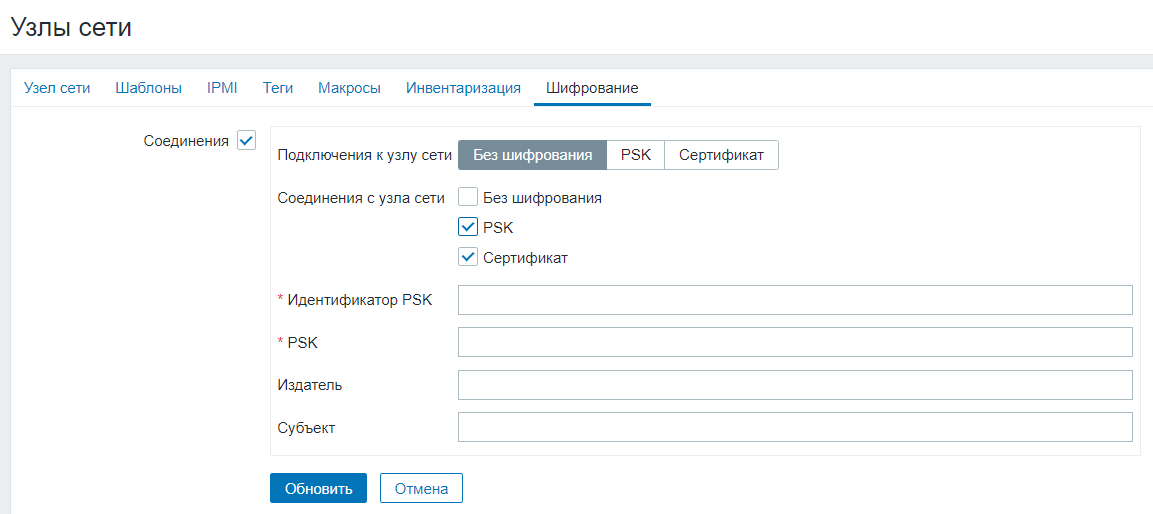 Узлы сети
Узел сети Шаблоны IPMI Теги Макросы Инвентаризация Шифрование
Соединения
Подключения к узлу сети Без шифрования PSK Сертификат
Соединения с узла сети Без шифрования
PSK
Сертификат
* Идентификатор PSK
* PSK
Издатель
Субъект
Обновить Отмена